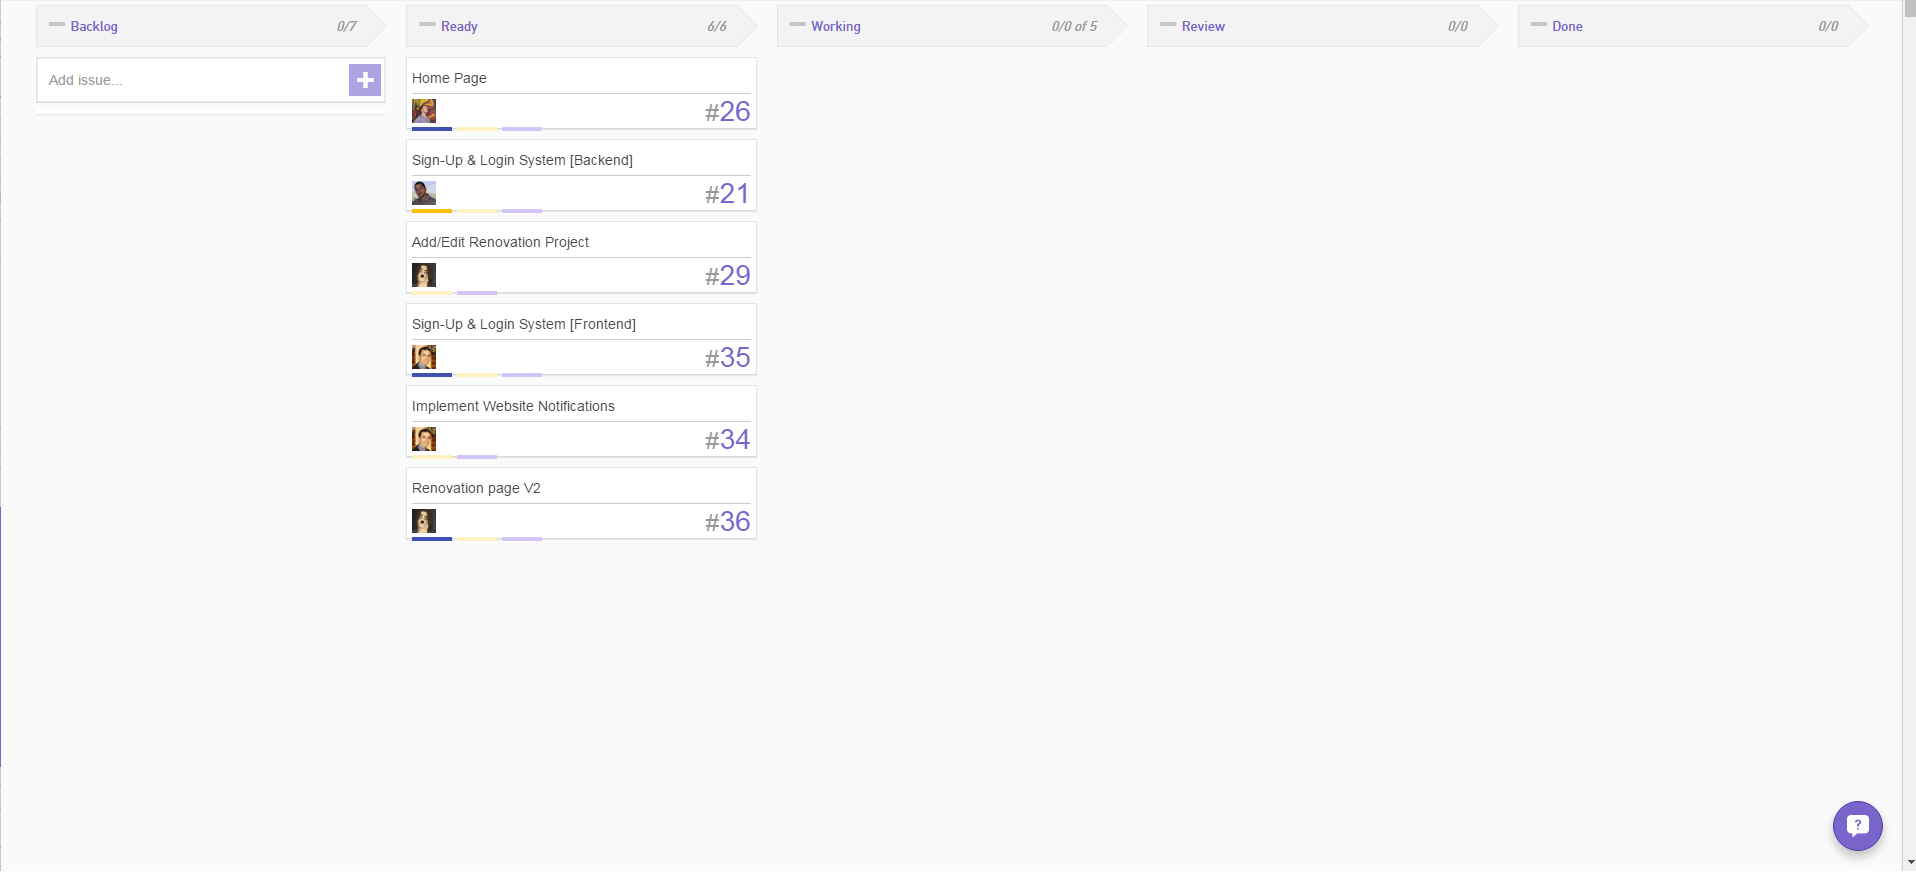 Backlog 0/7
Ready 6/6
Working 0/0 of 5
Review 0/0
Done 0/0
Add issue...
Home Page
#26
Sign-Up & Login System [Backend]
#21
Add/Edit Renovation Project
#29
Sign-Up & Login System [Frontend]
#35
Implement Website Notifications
#34
Renovation page V2
#36
?